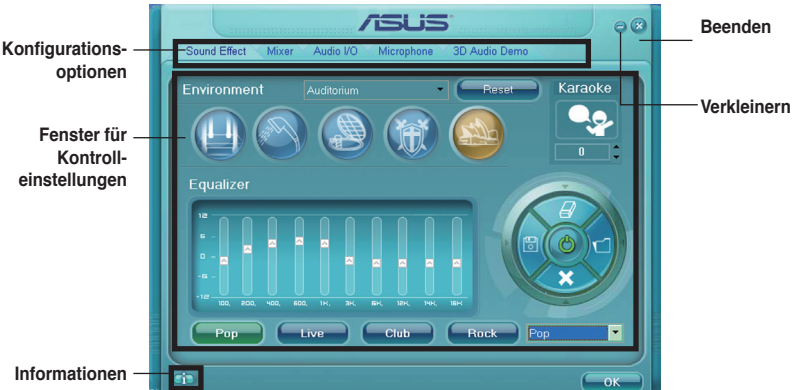 ASUS
Beenden
Konfigurations-
optionen
Sound Effect Mixer Audio I/O Microphone 3D Audio Demo
Environment Auditorium Reset Karaoke
Verkleinern
Fenster für
Kontroll-
einstellungen
0
Equalizer
12
6
0
-6
-12
100, 200, 400, 600, 1K, 3K, 6K, 12K, 14K, 16K
Pop Live Club Rock Pop
Informationen
i
OK